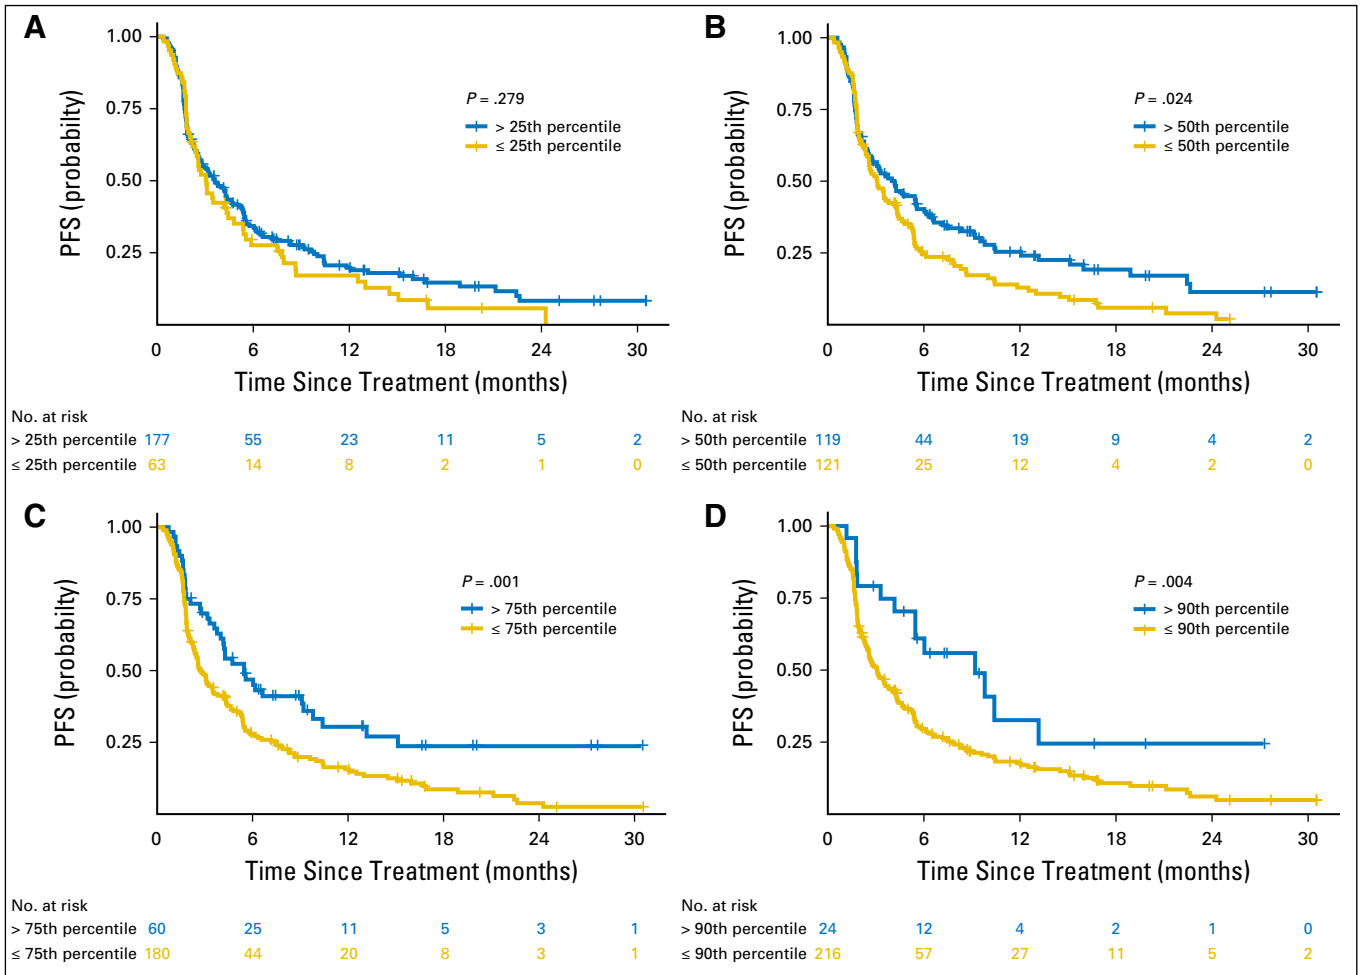 A
1.00
0.75
0.50
0.25
PFS (probabilty)
P = .279
> 25th percentile
≤ 25th percentile
0 6 12 18 24 30
Time Since Treatment (months)
No. at risk
> 25th percentile 177 55 23 11 5 2
≤ 25th percentile 63 14 8 2 1 0
B
1.00
0.75
0.50
0.25
PFS (probabilty)
P = .024
> 50th percentile
≤ 50th percentile
0 6 12 18 24 30
Time Since Treatment (months)
No. at risk
> 50th percentile 119 44 19 9 4 2
≤ 50th percentile 121 25 12 4 2 0
C
1.00
0.75
0.50
0.25
PFS (probabilty)
P = .001
> 75th percentile
≤ 75th percentile
0 6 12 18 24 30
Time Since Treatment (months)
No. at risk
> 75th percentile 60 25 11 5 3 1
≤ 75th percentile 180 44 20 8 3 1
D
1.00
0.75
0.50
0.25
PFS (probabilty)
P = .004
> 90th percentile
≤ 90th percentile
0 6 12 18 24 30
Time Since Treatment (months)
No. at risk
> 90th percentile 24 12 4 2 1 0
≤ 90th percentile 216 57 27 11 5 2